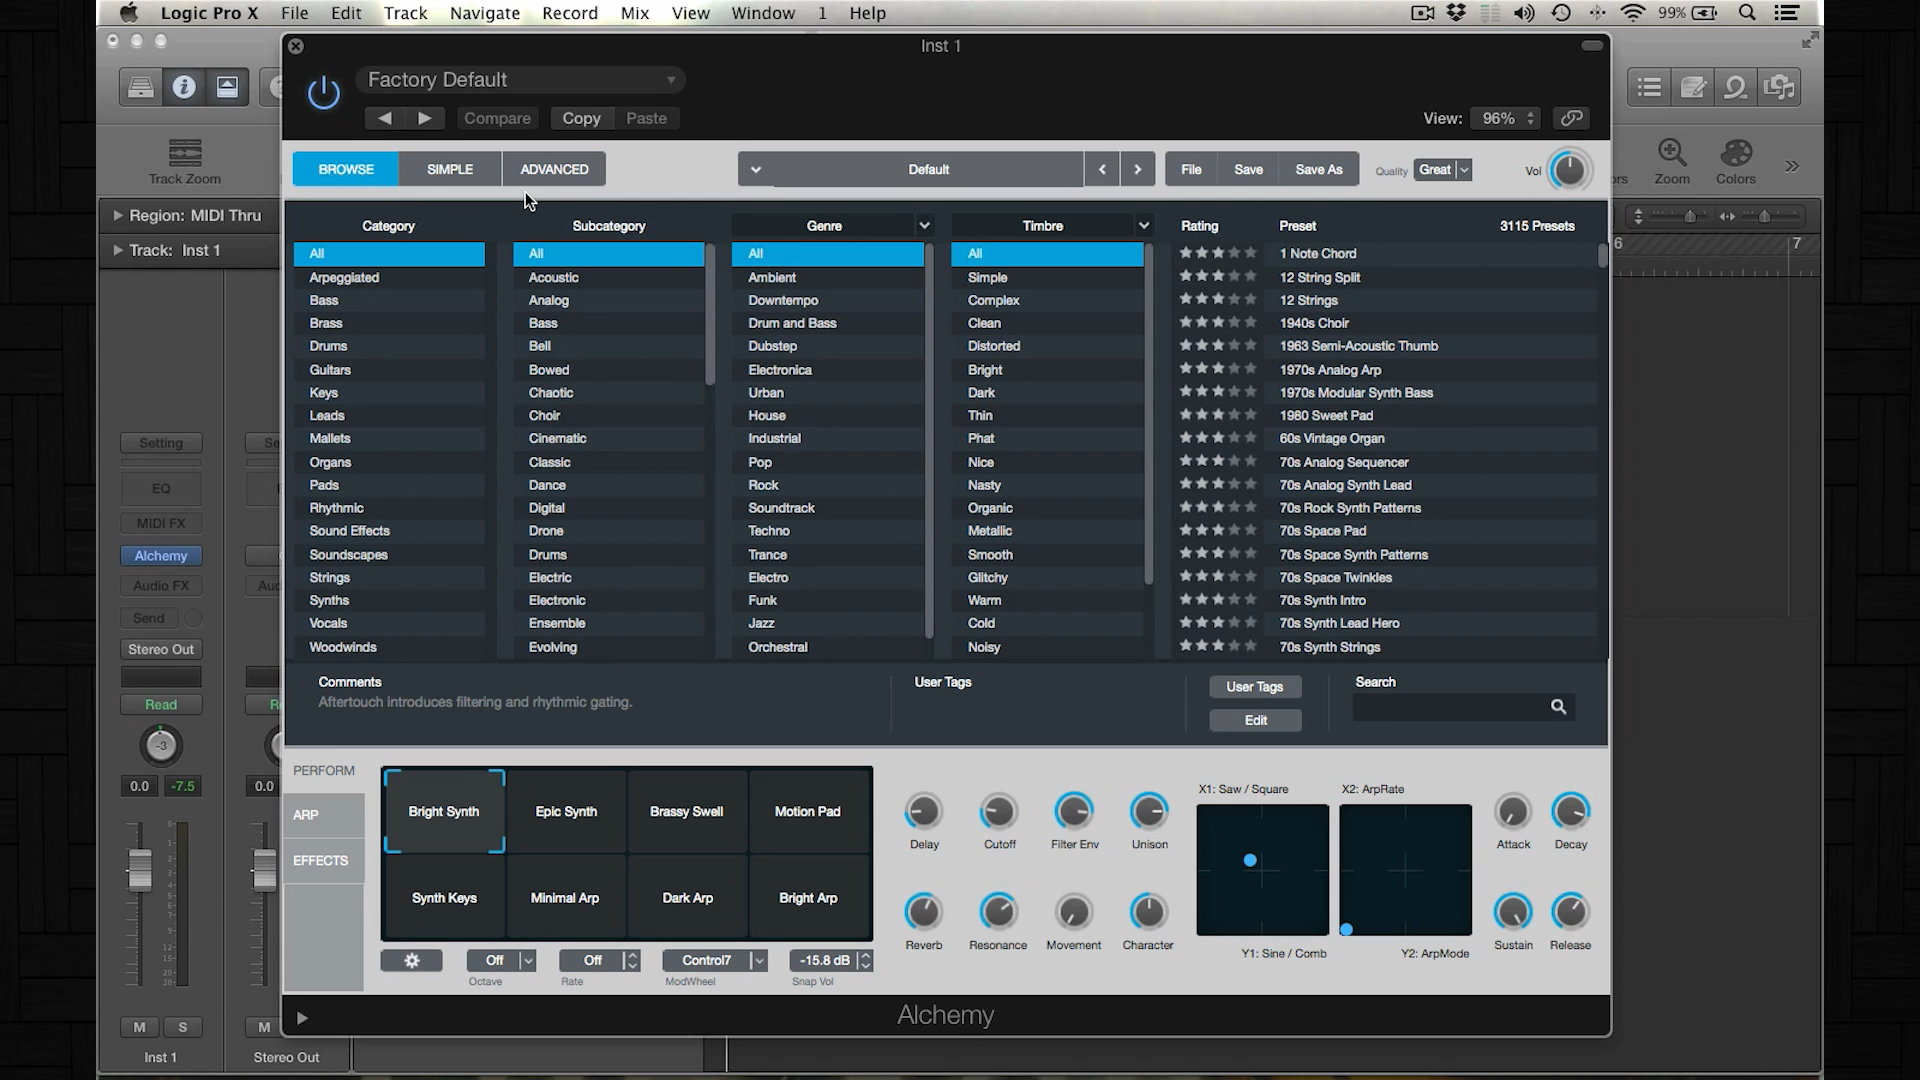 Logic Pro X File Edit Track Navigate Record Mix View Window 1 Help 99%
Inst 1
Factory Default
Compare Copy Paste View: 96%
Track Zoom
Zoom Colors
BROWSE SIMPLE ADVANCED Default File Save Save As Quality Great Vol
Region: MIDI Thru
Track: Inst 1
6 7
Category Subcategory Genre Timbre Rating Preset 3115 Presets
All All All All 1 Note Chord
Arpeggiated Acoustic Ambient Simple 12 String Split
Bass Analog Downtempo Complex 12 Strings
Brass Bass Drum and Bass Clean 1940s Choir
Drums Bell Dubstep Distorted 1963 Semi-Acoustic Thumb
Guitars Bowed Electronica Bright 1970s Analog Arp
Keys Chaotic Urban Dark 1970s Modular Synth Bass
Leads Choir House Thin 1980 Sweet Pad
Mallets Cinematic Industrial Phat 60s Vintage Organ
Organs Classic Pop Nice 70s Analog Sequencer
Pads Dance Rock Nasty 70s Analog Synth Lead
Rhythmic Digital Soundtrack Organic 70s Rock Synth Patterns
Sound Effects Drone Techno Metallic 70s Space Pad
Soundscapes Drums Trance Smooth 70s Space Synth Patterns
Strings Electric Electro Glitchy 70s Space Twinkles
Synths Electronic Funk Warm 70s Synth Intro
Vocals Ensemble Jazz Cold 70s Synth Lead Hero
Woodwinds Evolving Orchestral Noisy 70s Synth Strings
Setting
EQ
MIDI FX
Alchemy
Audio FX
Send
Stereo Out
Read
-3
0.0 -7.5 0.0
M S M
Inst 1 Stereo Out
Comments
Aftertouch introduces filtering and rhythmic gating.
User Tags
User Tags
Edit
Search
PERFORM
ARP
EFFECTS
Bright Synth Epic Synth Brassy Swell Motion Pad
Synth Keys Minimal Arp Dark Arp Bright Arp
Off Off Control7 -15.8 dB
Octave Rate ModWheel Snap Vol
Delay Cutoff Filter Env Unison
Reverb Resonance Movement Character
X1: Saw / Square X2: ArpRate
Y1: Sine / Comb Y2: ArpMode
Attack Decay
Sustain Release
Alchemy